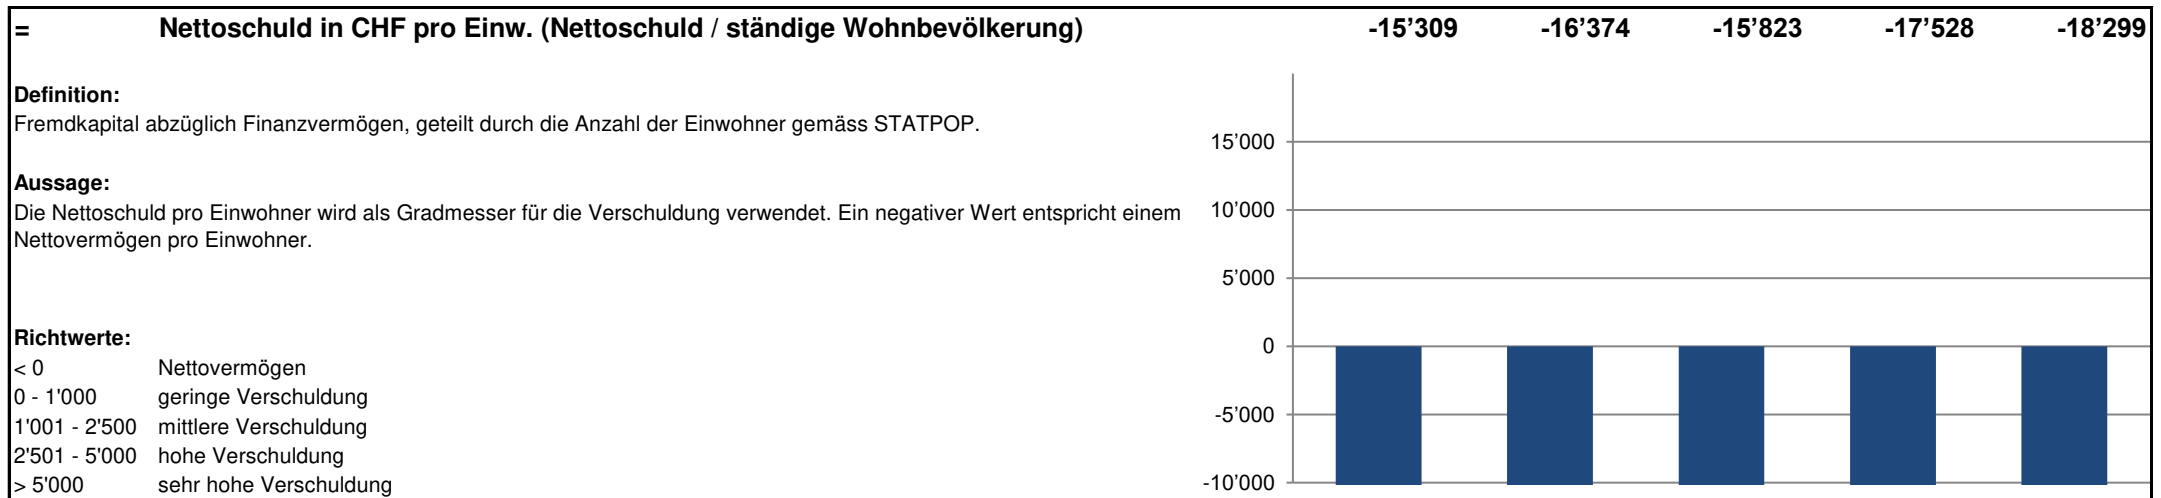 = Nettoschuld in CHF pro Einw. (Nettoschuld / ständige Wohnbevölkerung) -15’309 -16’374 -15’823 -17’528 -18’299
Definition:
Fremdkapital abzüglich Finanzvermögen, geteilt durch die Anzahl der Einwohner gemäss STATPOP.
Aussage:
Die Nettoschuld pro Einwohner wird als Gradmesser für die Verschuldung verwendet. Ein negativer Wert entspricht einem
Nettovermögen pro Einwohner.
Richtwerte:
< 0 Nettovermögen
0 - 1'000 geringe Verschuldung
1'001 - 2'500 mittlere Verschuldung
2'501 - 5'000 hohe Verschuldung
> 5'000 sehr hohe Verschuldung
15’000
10’000
5’000
0
-5’000
-10’000